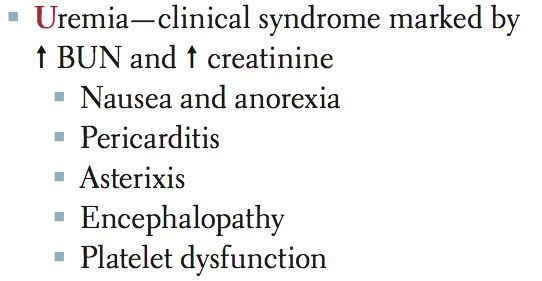 Uremia—clinical syndrome marked by
↑ BUN and ↑ creatinine
Nausea and anorexia
Pericarditis
Asterixis
Encephalopathy
Platelet dysfunction